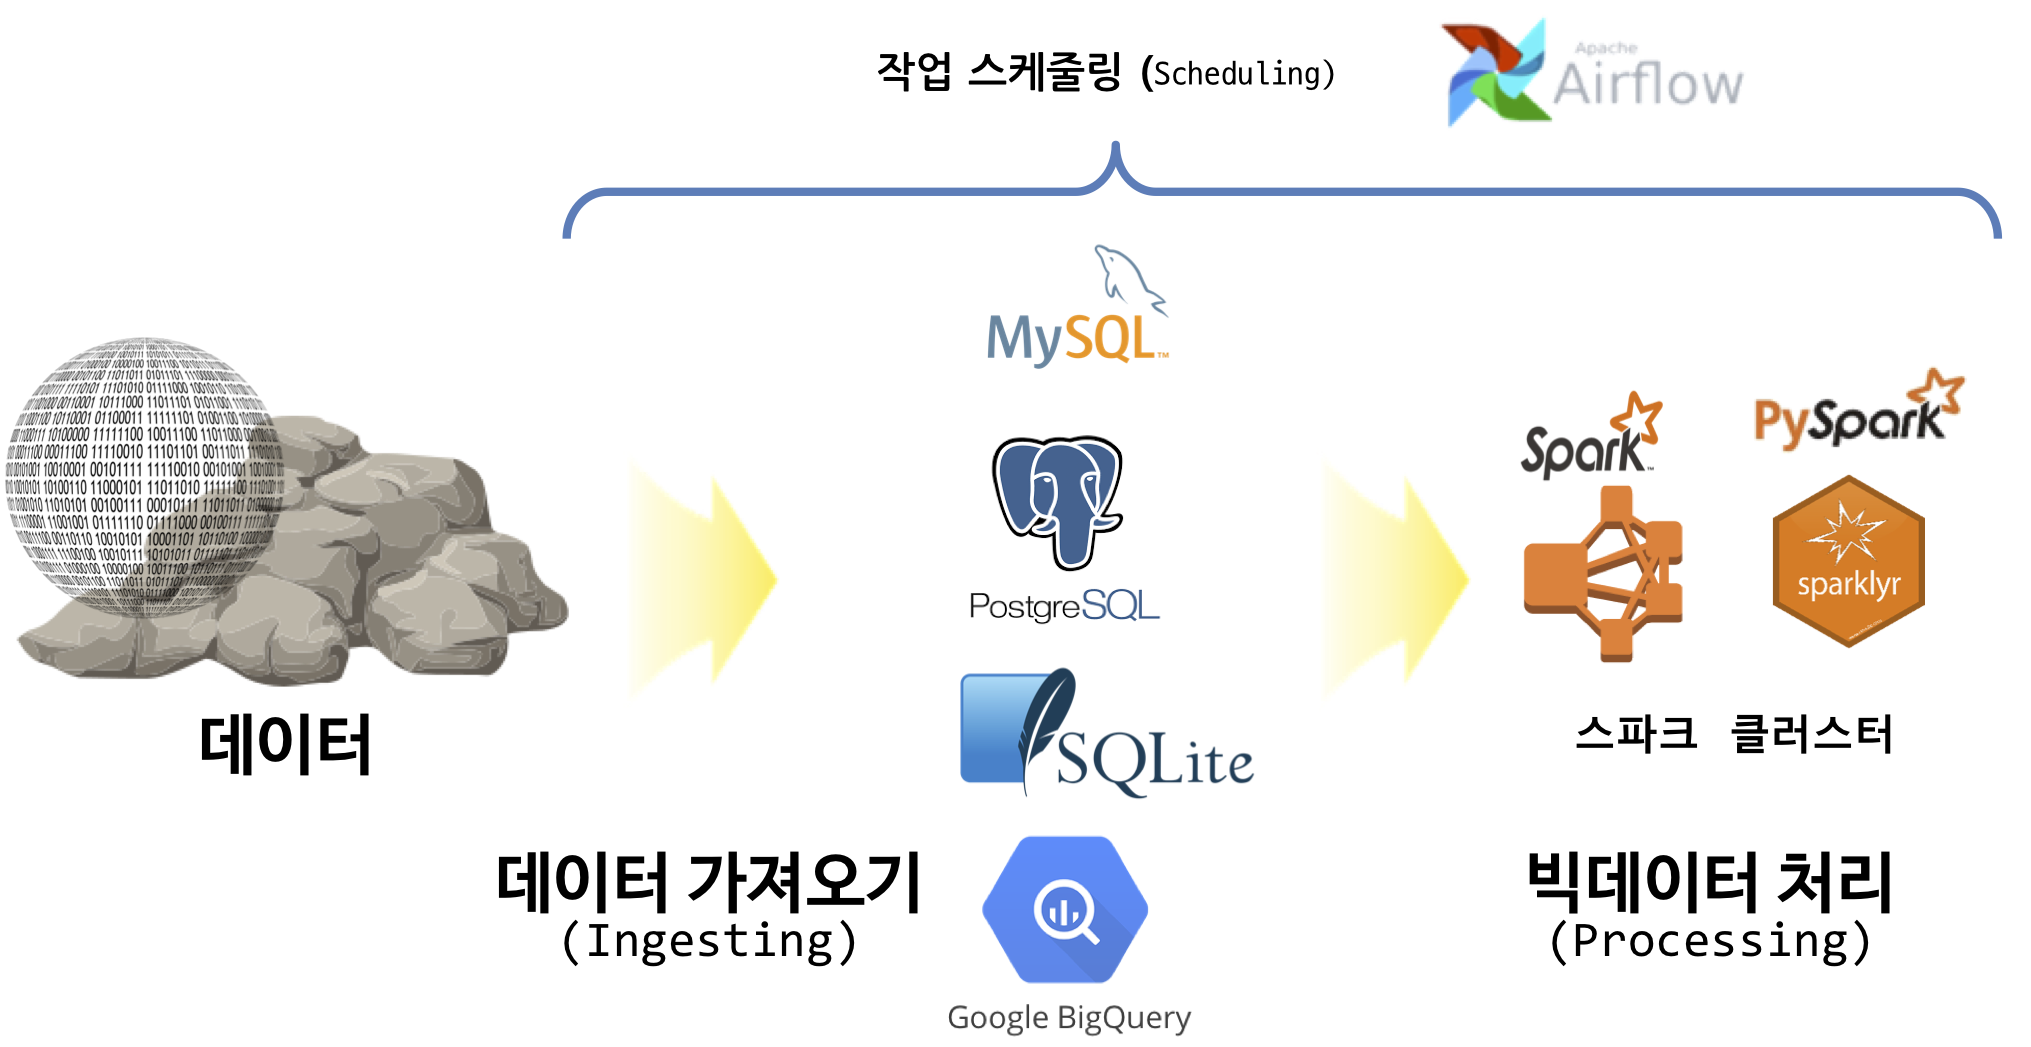 작업 스케줄링 (Scheduling)
Apache
Airflow
MySQL™
PostgreSQL
SQLite
Google BigQuery
Spark™
PySpark
sparklyr
데이터
스파크 클러스터
데이터 가져오기
(Ingesting)
빅데이터 처리
(Processing)